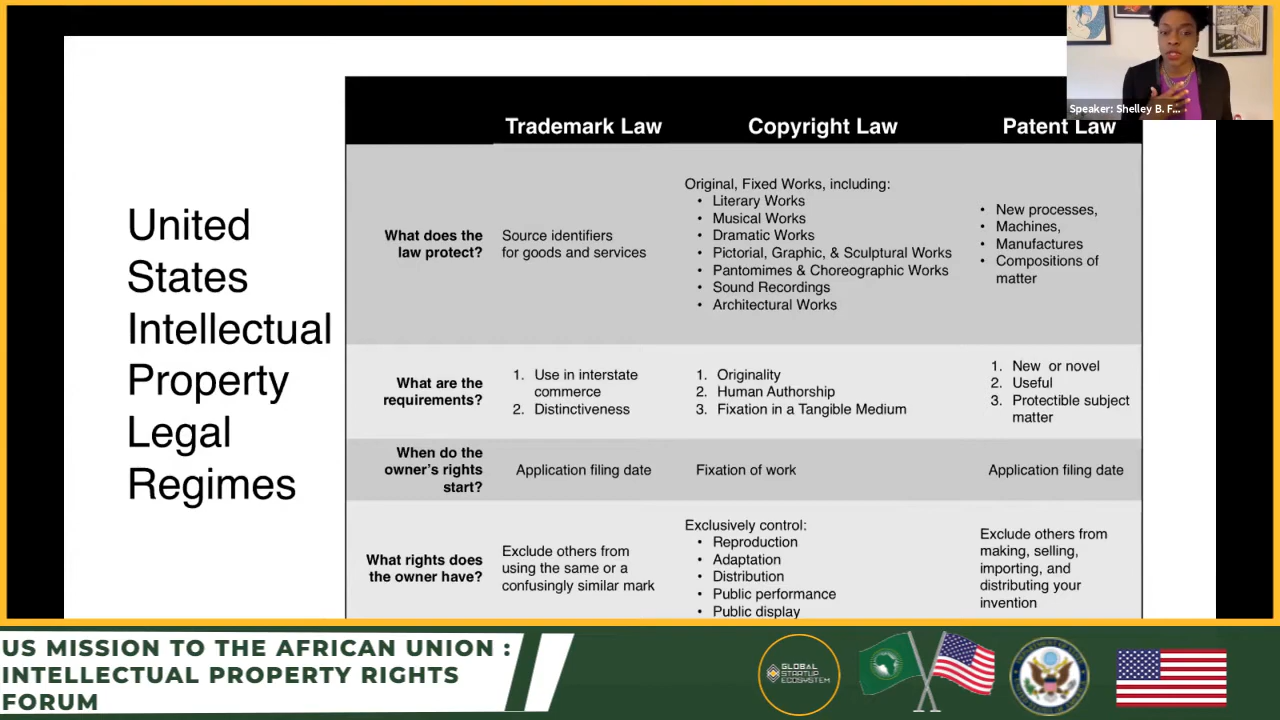 Speaker: Shelley B. F...
Trademark Law
Copyright Law
Patent Law
United
States
Intellectual
Property
Legal
Regimes
What does the
law protect?
Source identifiers
for goods and services
Original, Fixed Works, including:
• Literary Works
• Musical Works
• Dramatic Works
• Pictorial, Graphic, & Sculptural Works
• Pantomimes & Choreographic Works
• Sound Recordings
• Architectural Works
• New processes,
• Machines,
• Manufactures
• Compositions of
matter
What are the
requirements?
1. Use in interstate
commerce
2. Distinctiveness
1. Originality
2. Human Authorship
3. Fixation in a Tangible Medium
1. New or novel
2. Useful
3. Protectible subject
matter
When do the
owner's rights
start?
Application filing date
Fixation of work
Application filing date
What rights does
the owner have?
Exclude others from
using the same or a
confusingly similar mark
Exclusively control:
• Reproduction
• Adaptation
• Distribution
• Public performance
• Public display
Exclude others from
making, selling,
importing, and
distributing your
invention
US MISSION TO THE AFRICAN UNION :
INTELLECTUAL PROPERTY RIGHTS
FORUM
GLOBAL
STARTUP
ECOSYSTEM